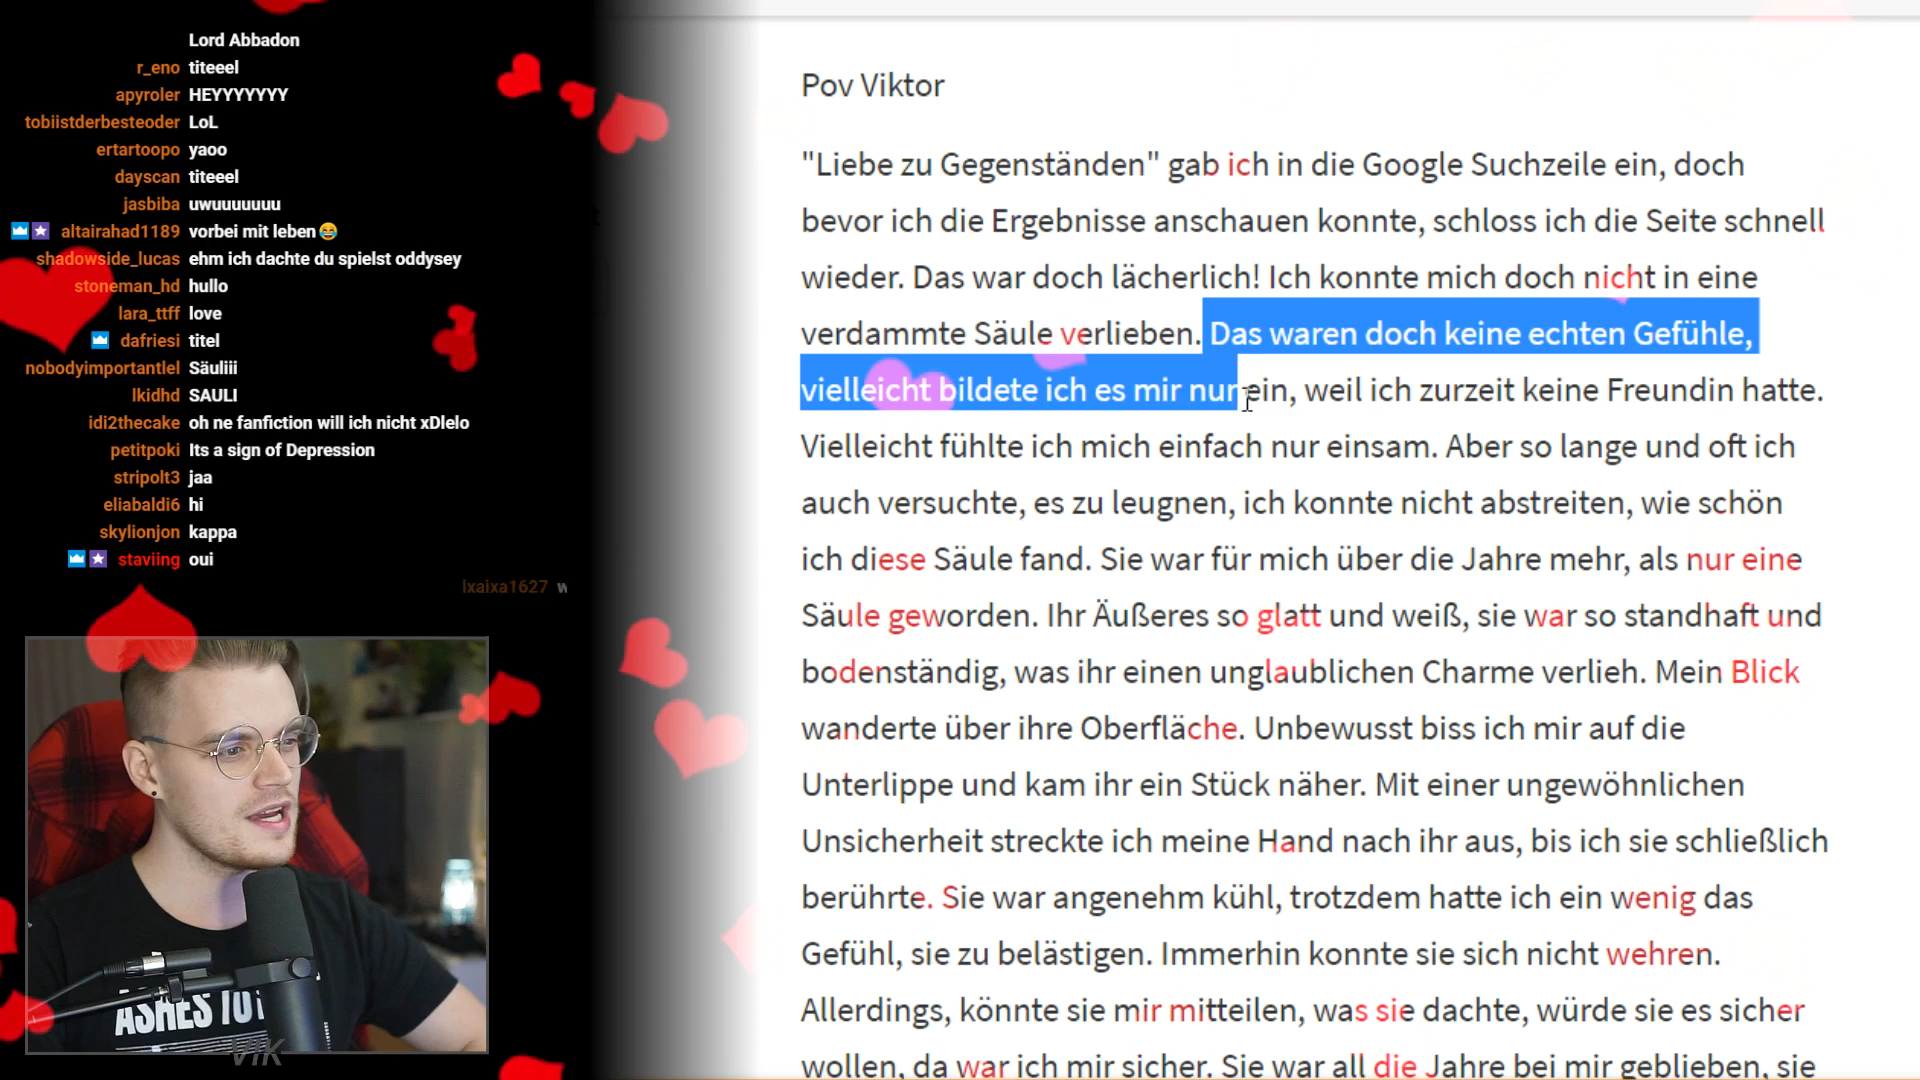 Lord Abbadon
r_eno titeeel
apyroler HEYYYYYYY
tobiistderbesteoder LoL
ertartoopo yaoo
dayscan titeeel
jasbiba uwuuuuuuu
altairahad1189 vorbei mit leben😂
shadowside_lucas ehm ich dachte du spielst oddysey
stoneman_hd hullo
lara_ttff love
dafriesi titel
nobodyimportantlel Säuliii
lkidhd SAULI
idi2thecake oh ne fanfiction will ich nicht xDlelo
petitpoki Its a sign of Depression
stripolt3 jaa
eliabaldi6 hi
skylionjon kappa
staviing oui
lxaixa1627 w
ASHES TO
VIK
Pov Viktor
"Liebe zu Gegenständen" gab ich in die Google Suchzeile ein, doch
bevor ich die Ergebnisse anschauen konnte, schloss ich die Seite schnell
wieder. Das war doch lächerlich! Ich konnte mich doch nicht in eine
verdammte Säule verlieben. Das waren doch keine echten Gefühle,
vielleicht bildete ich es mir nur ein, weil ich zurzeit keine Freundin hatte.
Vielleicht fühlte ich mich einfach nur einsam. Aber so lange und oft ich
auch versuchte, es zu leugnen, ich konnte nicht abstreiten, wie schön
ich diese Säule fand. Sie war für mich über die Jahre mehr, als nur eine
Säule geworden. Ihr Äußeres so glatt und weiß, sie war so standhaft und
bodenständig, was ihr einen unglaublichen Charme verlieh. Mein Blick
wanderte über ihre Oberfläche. Unbewusst biss ich mir auf die
Unterlippe und kam ihr ein Stück näher. Mit einer ungewöhnlichen
Unsicherheit streckte ich meine Hand nach ihr aus, bis ich sie schließlich
berührte. Sie war angenehm kühl, trotzdem hatte ich ein wenig das
Gefühl, sie zu belästigen. Immerhin konnte sie sich nicht wehren.
Allerdings, könnte sie mir mitteilen, was sie dachte, würde sie es sicher
wollen, da war ich mir sicher. Sie war all die Jahre bei mir geblieben, sie